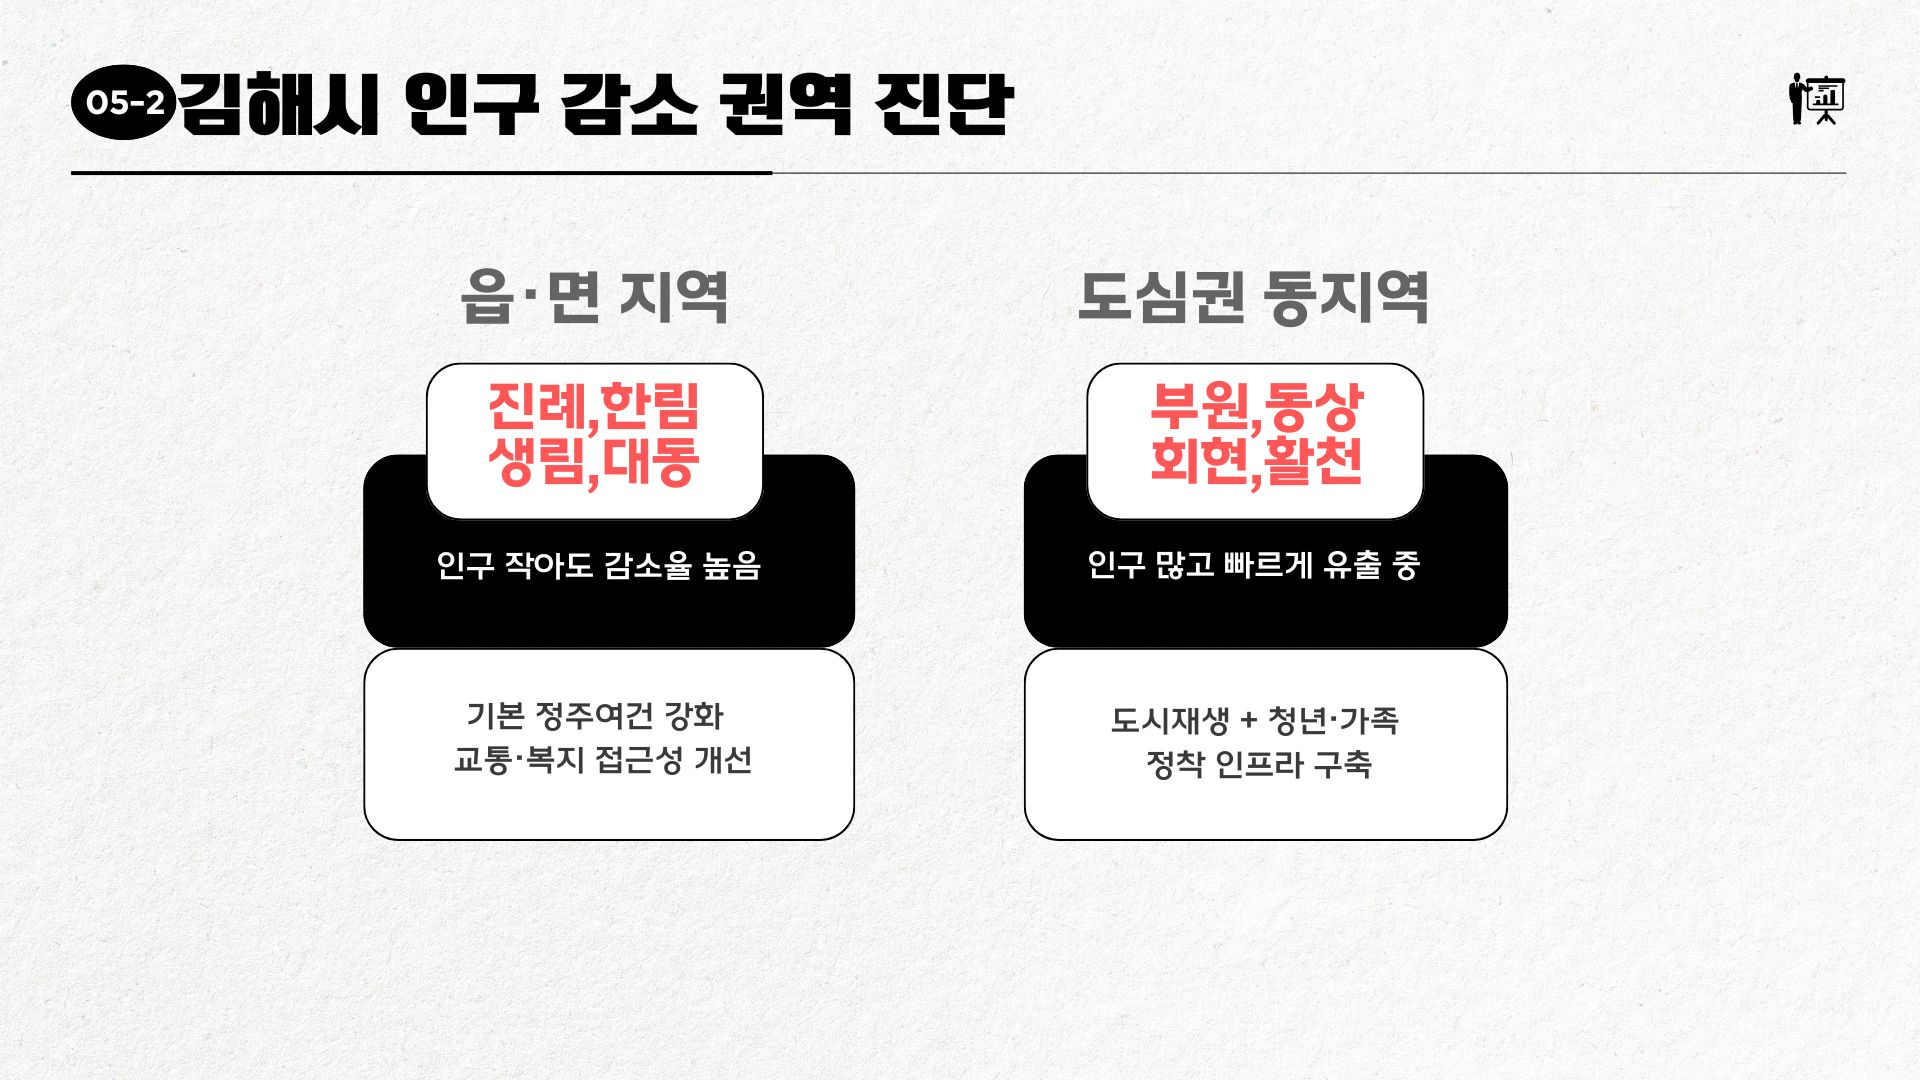 05-2 김해시 인구 감소 권역 진단
읍·면 지역
진례,한림
생림,대동
인구 작아도 감소율 높음
기본 정주여건 강화
교통·복지 접근성 개선
도심권 동지역
부원,동상
회현,활천
인구 많고 빠르게 유출 중
도시재생 + 청년·가족
정착 인프라 구축